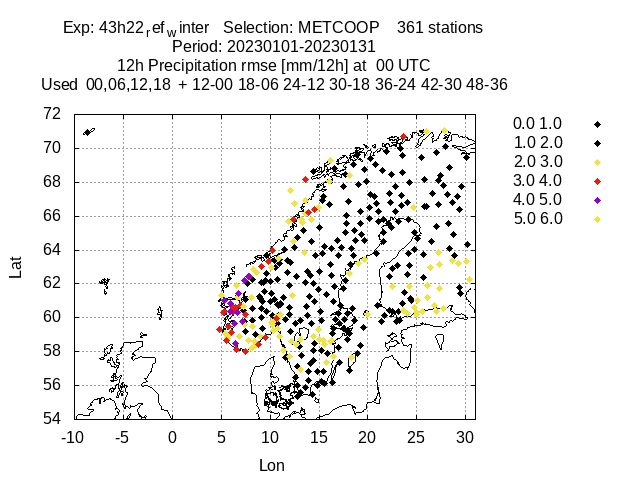 Exp: 43h22refwinter   Selection: METCOOP    361 stations
Period: 20230101-20230131
12h Precipitation rmse [mm/12h] at  00 UTC
Used  00,06,12,18  + 12-00 18-06 24-12 30-18 36-24 42-30 48-36
72
70
68
66
64
62
60
58
56
54
Lat
-10 -5 0 5 10 15 20 25 30
Lon
0.0 1.0
1.0 2.0
2.0 3.0
3.0 4.0
4.0 5.0
5.0 6.0